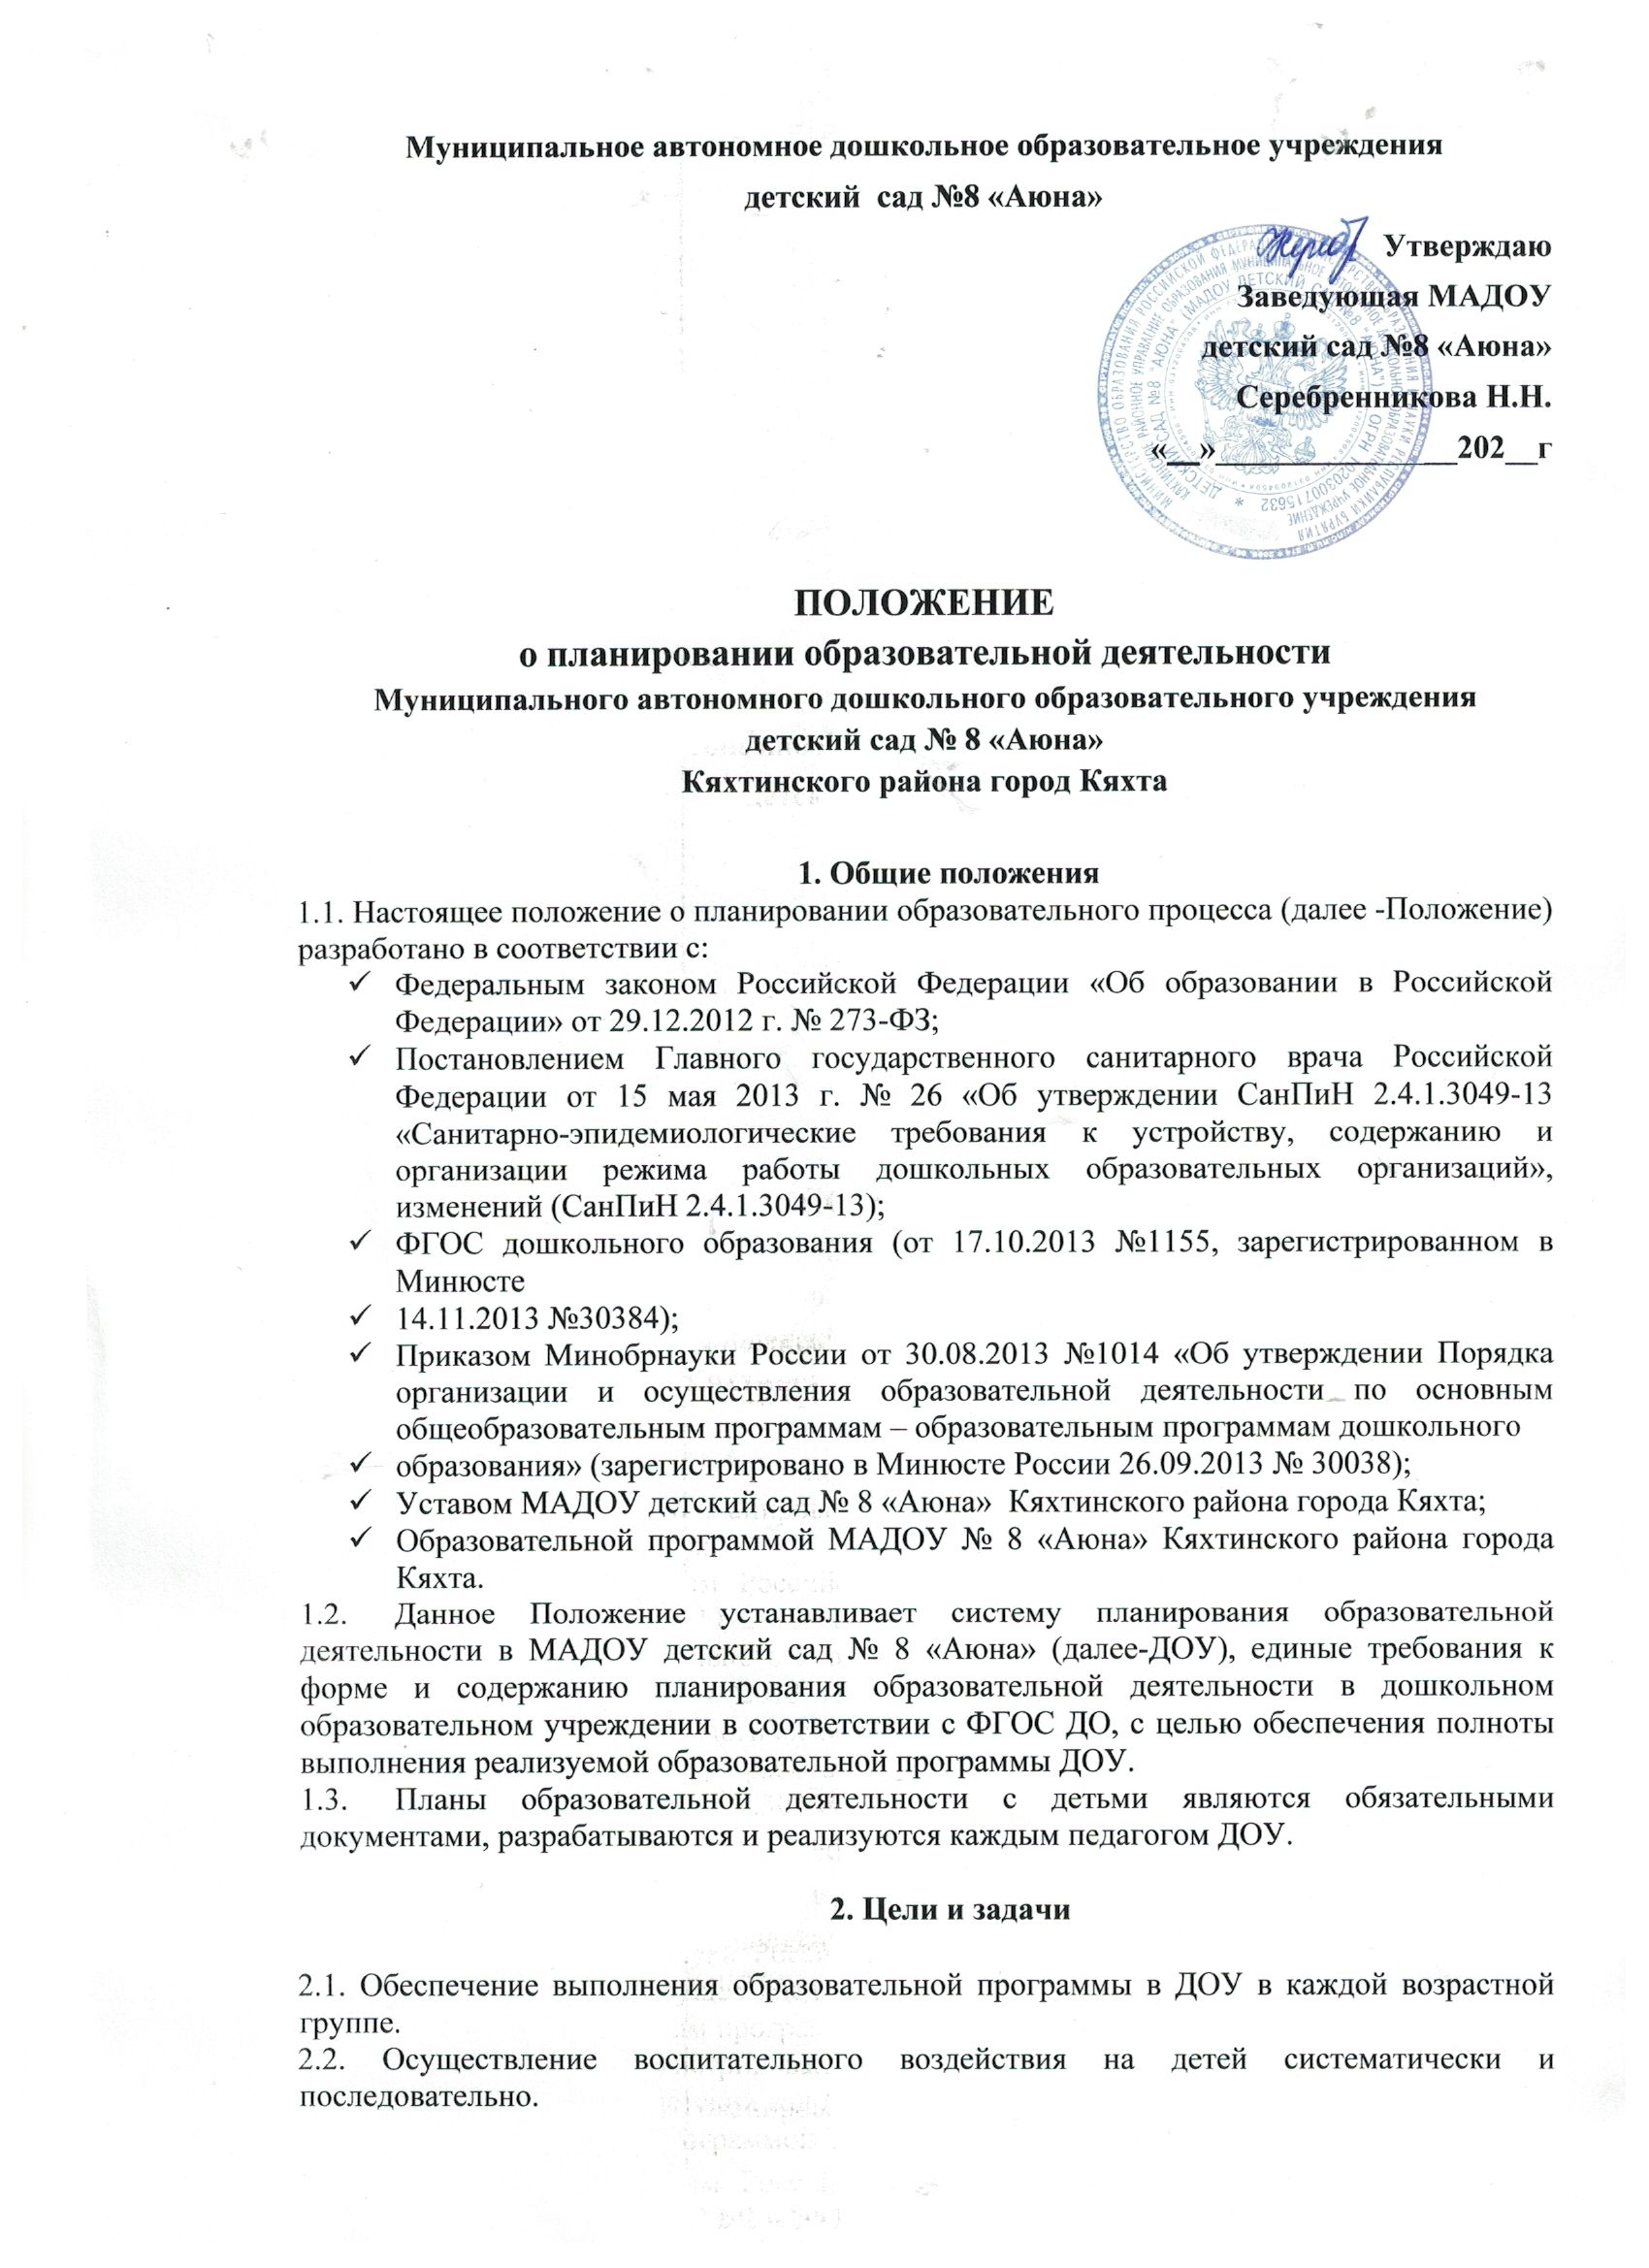 Муниципальное автономное дошкольное образовательное учреждения
детский сад №8 «Аюна»
Утверждаю
Заведующая МАДОУ
детский сад №8 «Аюна»
Серебренникова Н.Н.
«__»_______________202__г
ПОЛОЖЕНИЕ
о планировании образовательной деятельности
Муниципального автономного дошкольного образовательного учреждения
детский сад № 8 «Аюна»
Кяхтинского района город Кяхта
1. Общие положения
1.1. Настоящее положение о планировании образовательного процесса (далее -Положение)
разработано в соответствии с:
✓ Федеральным законом Российской Федерации «Об образовании в Российской
Федерации» от 29.12.2012 г. № 273-ФЗ;
✓ Постановлением Главного государственного санитарного врача Российской
Федерации от 15 мая 2013 г. № 26 «Об утверждении СанПиН 2.4.1.3049-13
«Санитарно-эпидемиологические требования к устройству, содержанию и
организации режима работы дошкольных образовательных организаций»,
изменений (СанПиН 2.4.1.3049-13);
✓ ФГОС дошкольного образования (от 17.10.2013 №1155, зарегистрированном в
Минюсте
✓ 14.11.2013 №30384);
✓ Приказом Минобрнауки России от 30.08.2013 №1014 «Об утверждении Порядка
организации и осуществления образовательной деятельности по основным
общеобразовательным программам – образовательным программам дошкольного
✓ образования» (зарегистрировано в Минюсте России 26.09.2013 № 30038);
✓ Уставом МАДОУ детский сад № 8 «Аюна» Кяхтинского района города Кяхта;
✓ Образовательной программой МАДОУ № 8 «Аюна» Кяхтинского района города
Кяхта.
1.2. Данное Положение устанавливает систему планирования образовательной
деятельности в МАДОУ детский сад № 8 «Аюна» (далее-ДОУ), единые требования к
форме и содержанию планирования образовательной деятельности в дошкольном
образовательном учреждении в соответствии с ФГОС ДО, с целью обеспечения полноты
выполнения реализуемой образовательной программы ДОУ.
1.3. Планы образовательной деятельности с детьми являются обязательными
документами, разрабатываются и реализуются каждым педагогом ДОУ.
2. Цели и задачи
2.1. Обеспечение выполнения образовательной программы в ДОУ в каждой возрастной
группе.
2.2. Осуществление воспитательного воздействия на детей систематически и
последовательно.